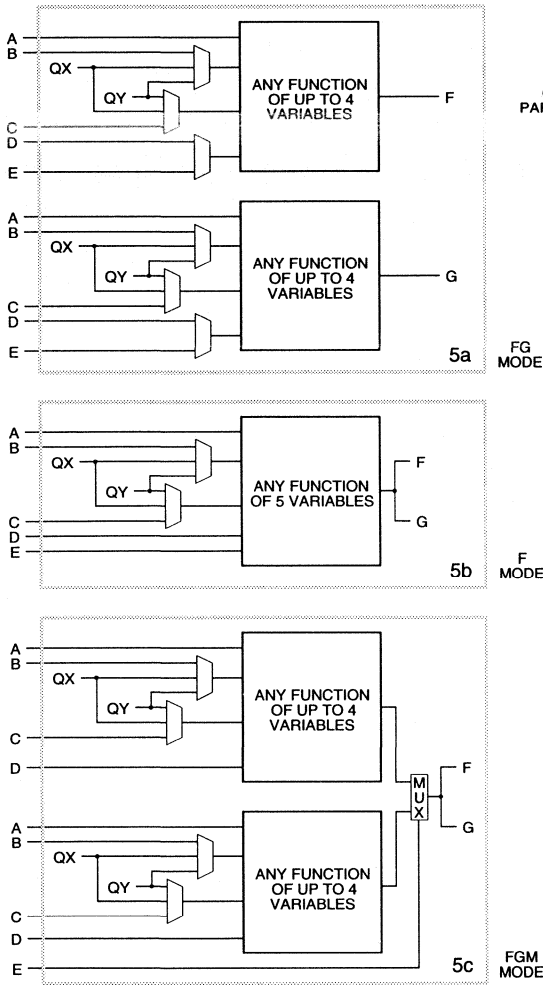 A
B
QX
QY
C
D
E
ANY FUNCTION
OF UP TO 4
VARIABLES
F
PAR
A
B
QX
QY
C
D
E
ANY FUNCTION
OF UP TO 4
VARIABLES
G
5a
FG
MODE
A
B
QX
QY
C
D
E
ANY FUNCTION
OF 5 VARIABLES
F
G
5b
F
MODE
A
B
QX
QY
C
D
ANY FUNCTION
OF UP TO 4
VARIABLES
MUX
F
G
A
B
QX
QY
C
D
E
ANY FUNCTION
OF UP TO 4
VARIABLES
5c
FGM
MODE